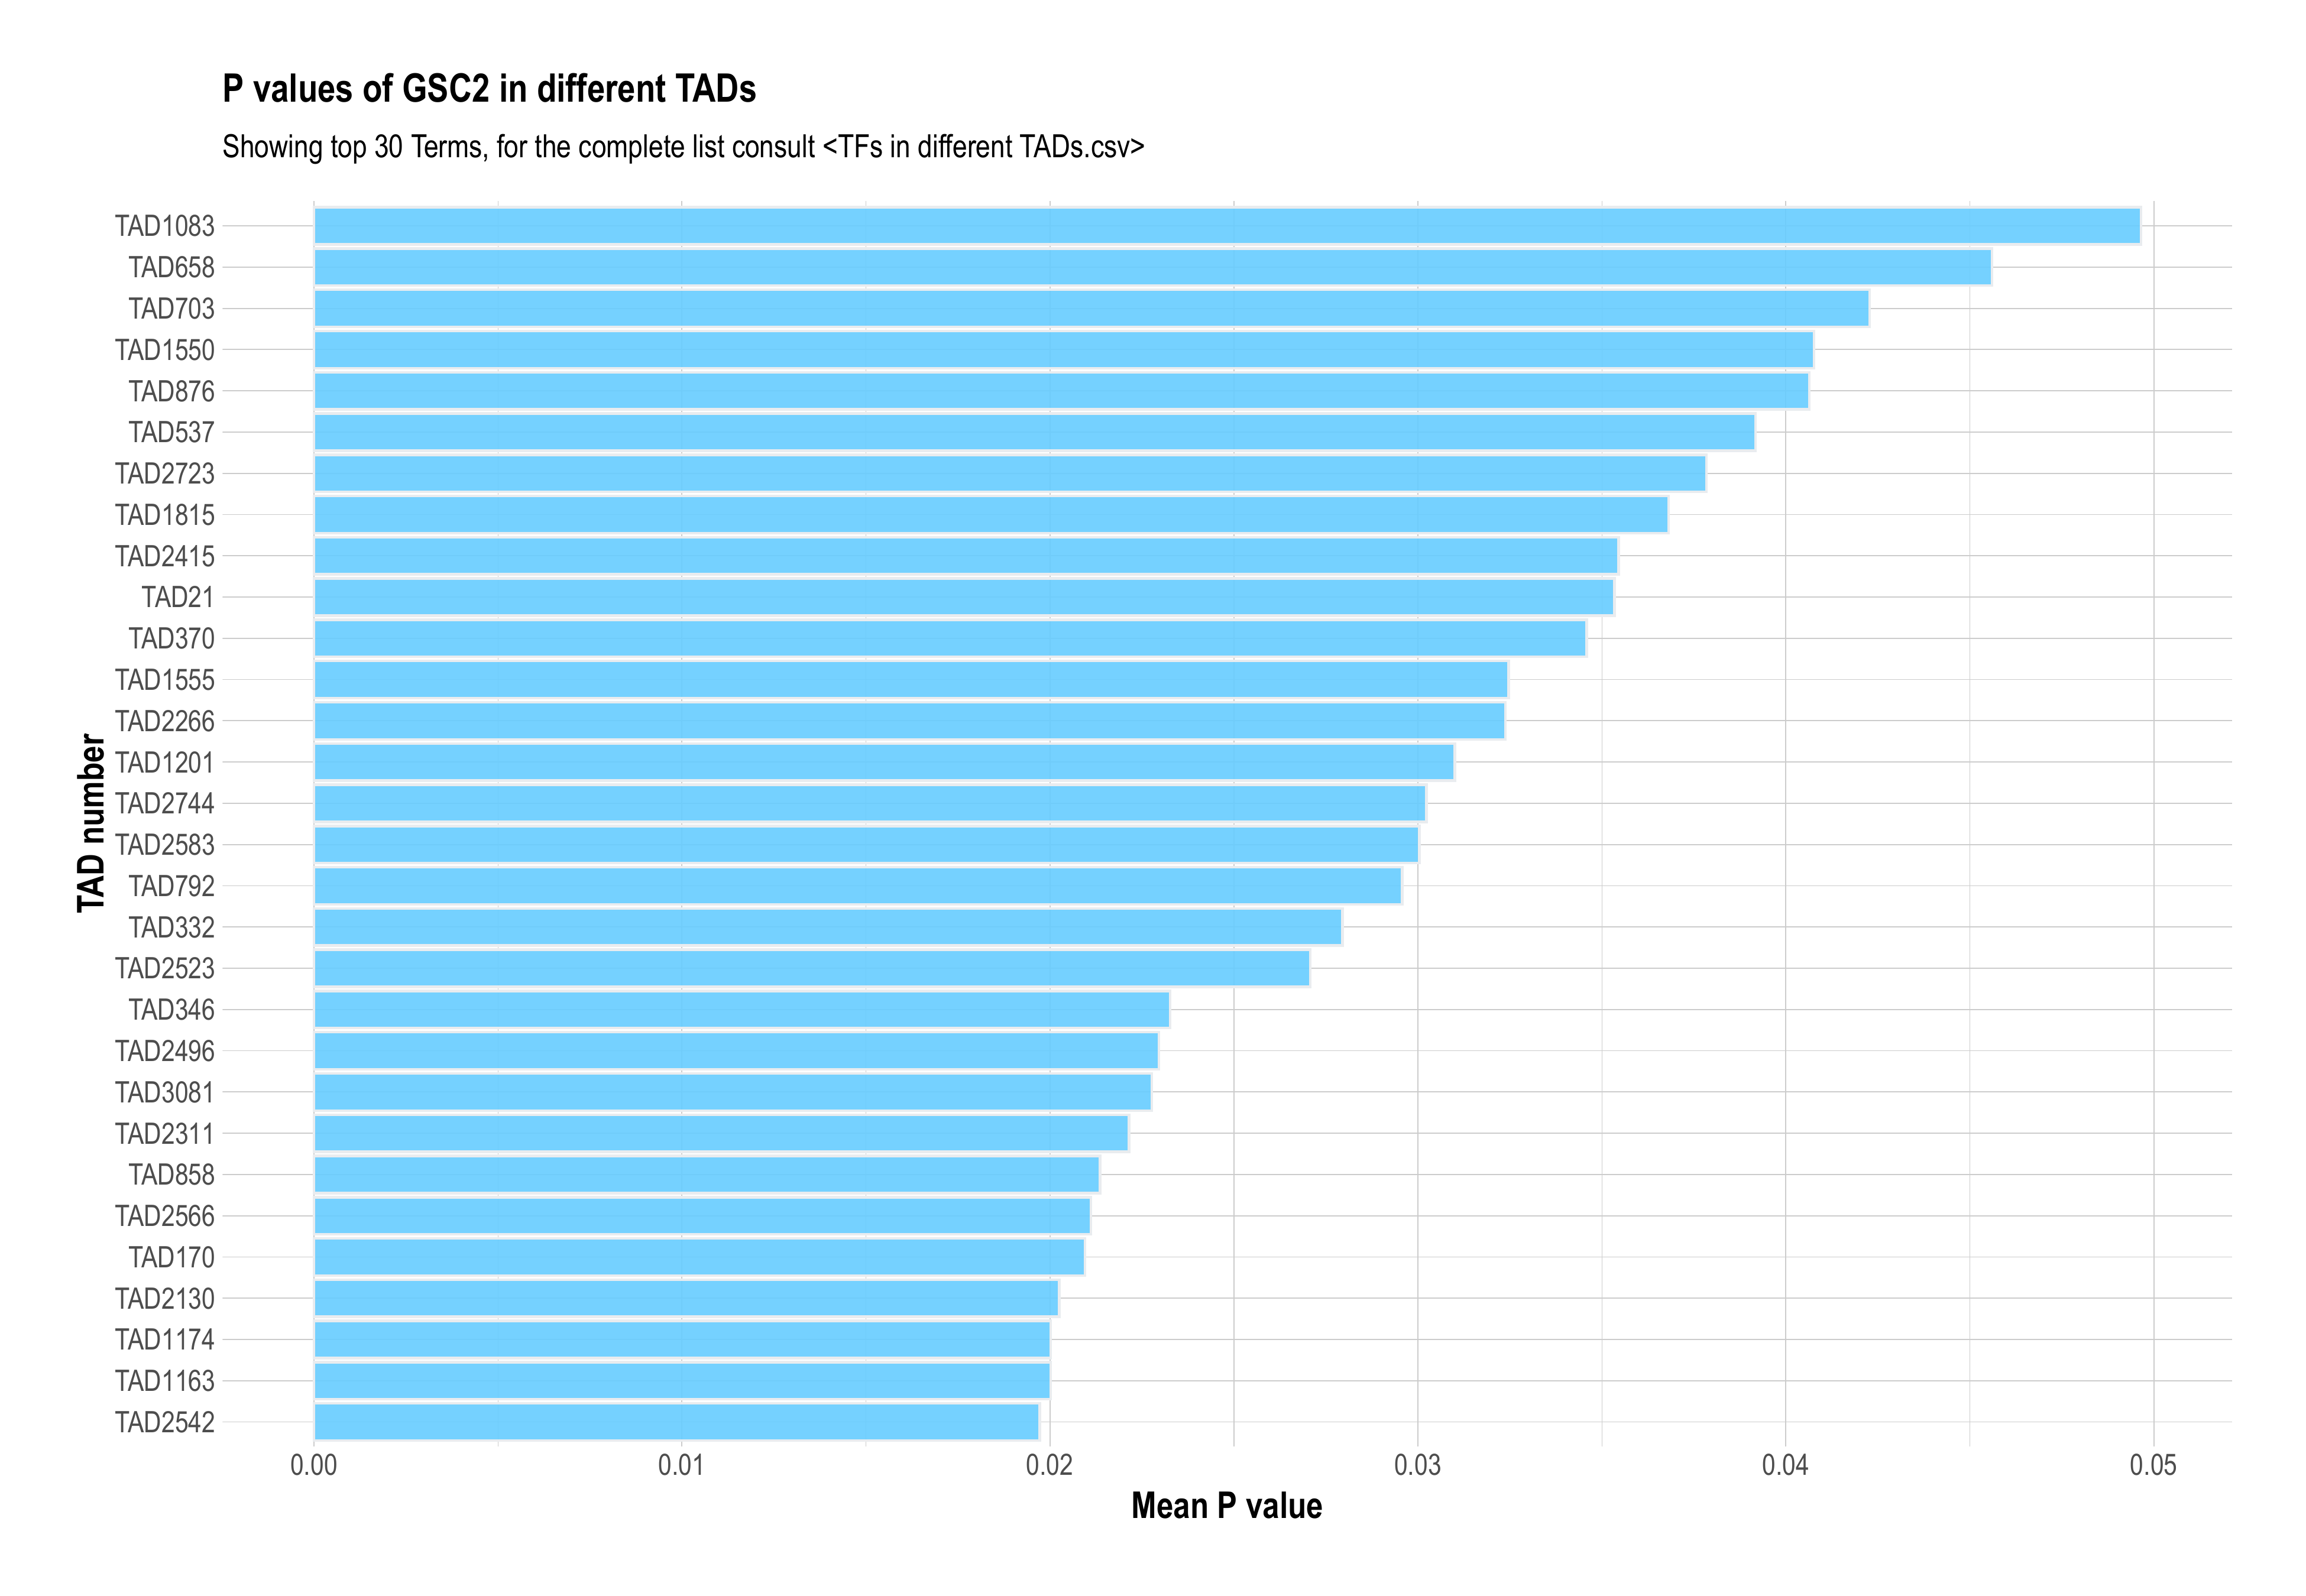 P values of GSC2 in different TADs
Showing top 30 Terms, for the complete list consult <TFs in different TADs.csv>
TAD number
TAD1083
TAD658
TAD703
TAD1550
TAD876
TAD537
TAD2723
TAD1815
TAD2415
TAD21
TAD370
TAD1555
TAD2266
TAD1201
TAD2744
TAD2583
TAD792
TAD332
TAD2523
TAD346
TAD2496
TAD3081
TAD2311
TAD858
TAD2566
TAD170
TAD2130
TAD1174
TAD1163
TAD2542
0.00 0.01 0.02 0.03 0.04 0.05
Mean P value